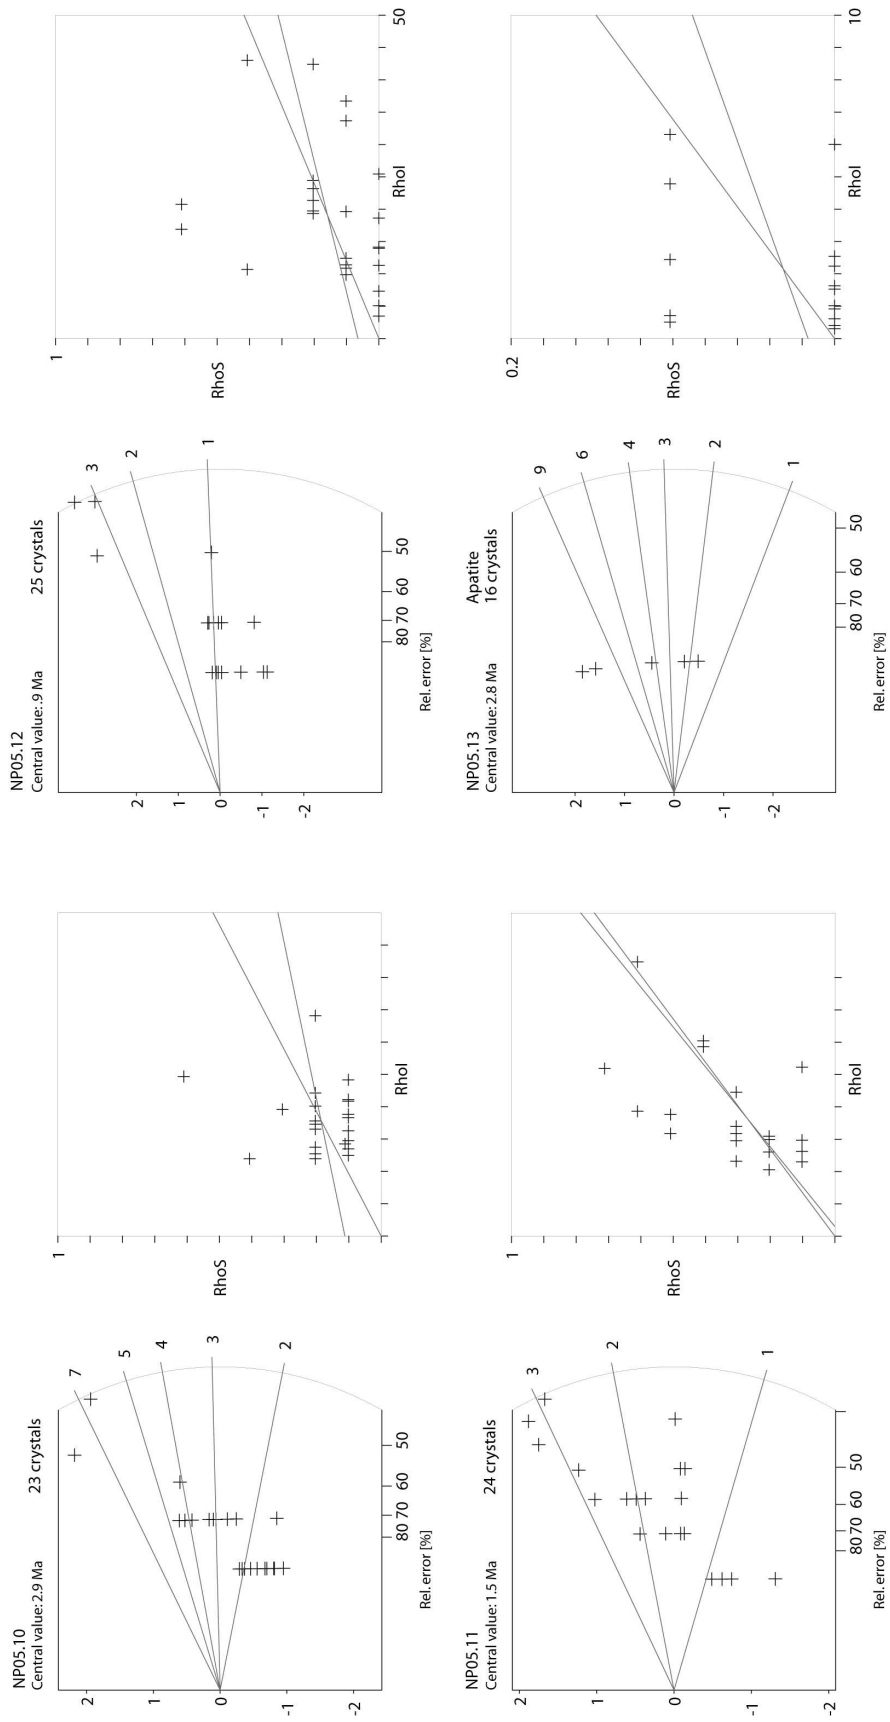 NP05.10
Central value: 2.9 Ma
23 crystals
2
1
0
-1
-2
7
5
4
3
2
80 70 60 50
Rel. error [%]
1
RhoS
RhoI
NP05.12
Central value: .9 Ma
25 crystals
2
1
0
-1
-2
3
2
1
80 70 60 50
Rel. error [%]
1
RhoS
RhoI
50
NP05.11
Central value: 1.5 Ma
24 crystals
2
1
0
-1
-2
3
2
1
80 70 60 50
Rel. error [%]
1
RhoS
RhoI
NP05.13
Central value: 2.8 Ma
Apatite
16 crystals
2
1
0
-1
-2
9
6
4
3
2
1
80 70 60 50
Rel. error [%]
0.2
RhoS
RhoI
10